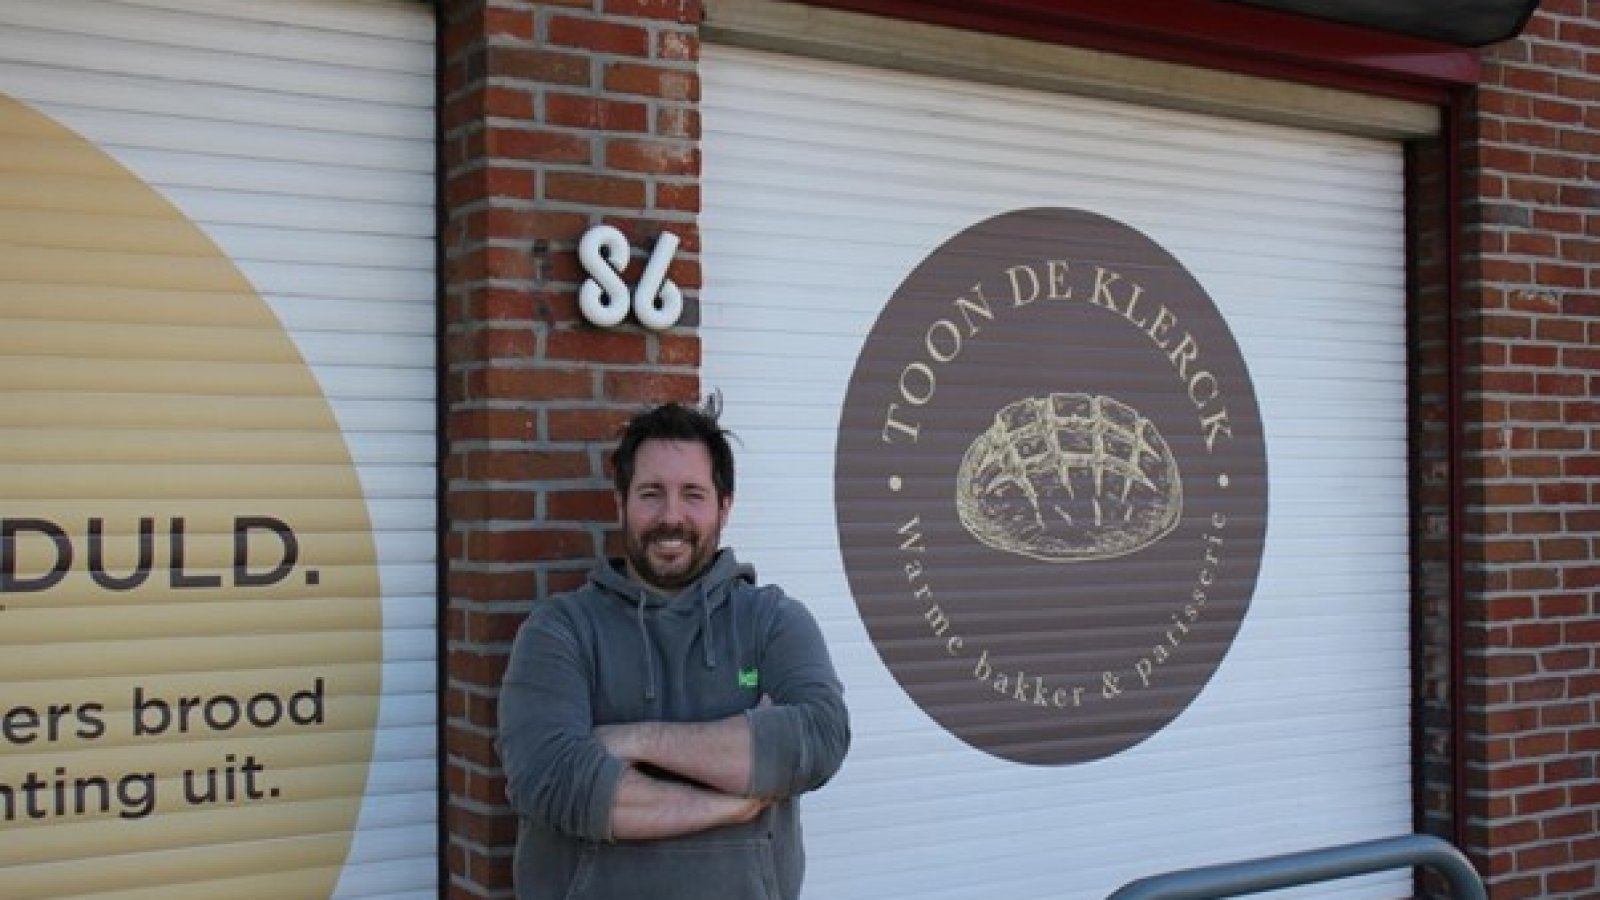 DULD.
ers brood
nting uit.
86
TOON DE KLERCK
Warme bakker & patisserie